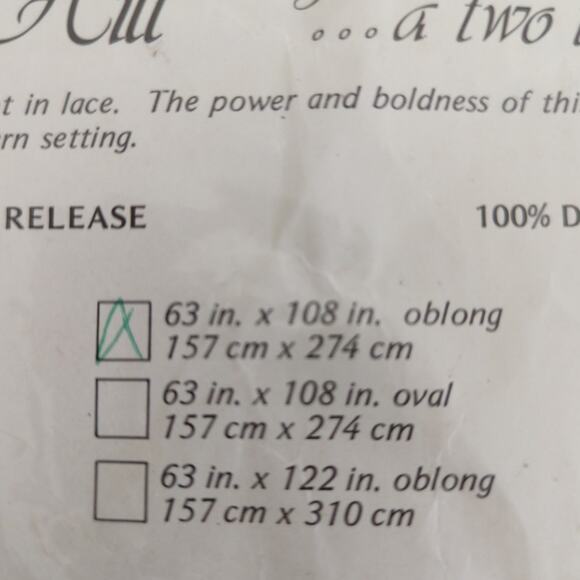 Hill ...a two
t in lace. The power and boldness of thi
rn setting.
RELEASE 100% D
63 in. x 108 in. oblong
157 cm x 274 cm
63 in. x 108 in. oval
157 cm x 274 cm
63 in. x 122 in. oblong
157 cm x 310 cm